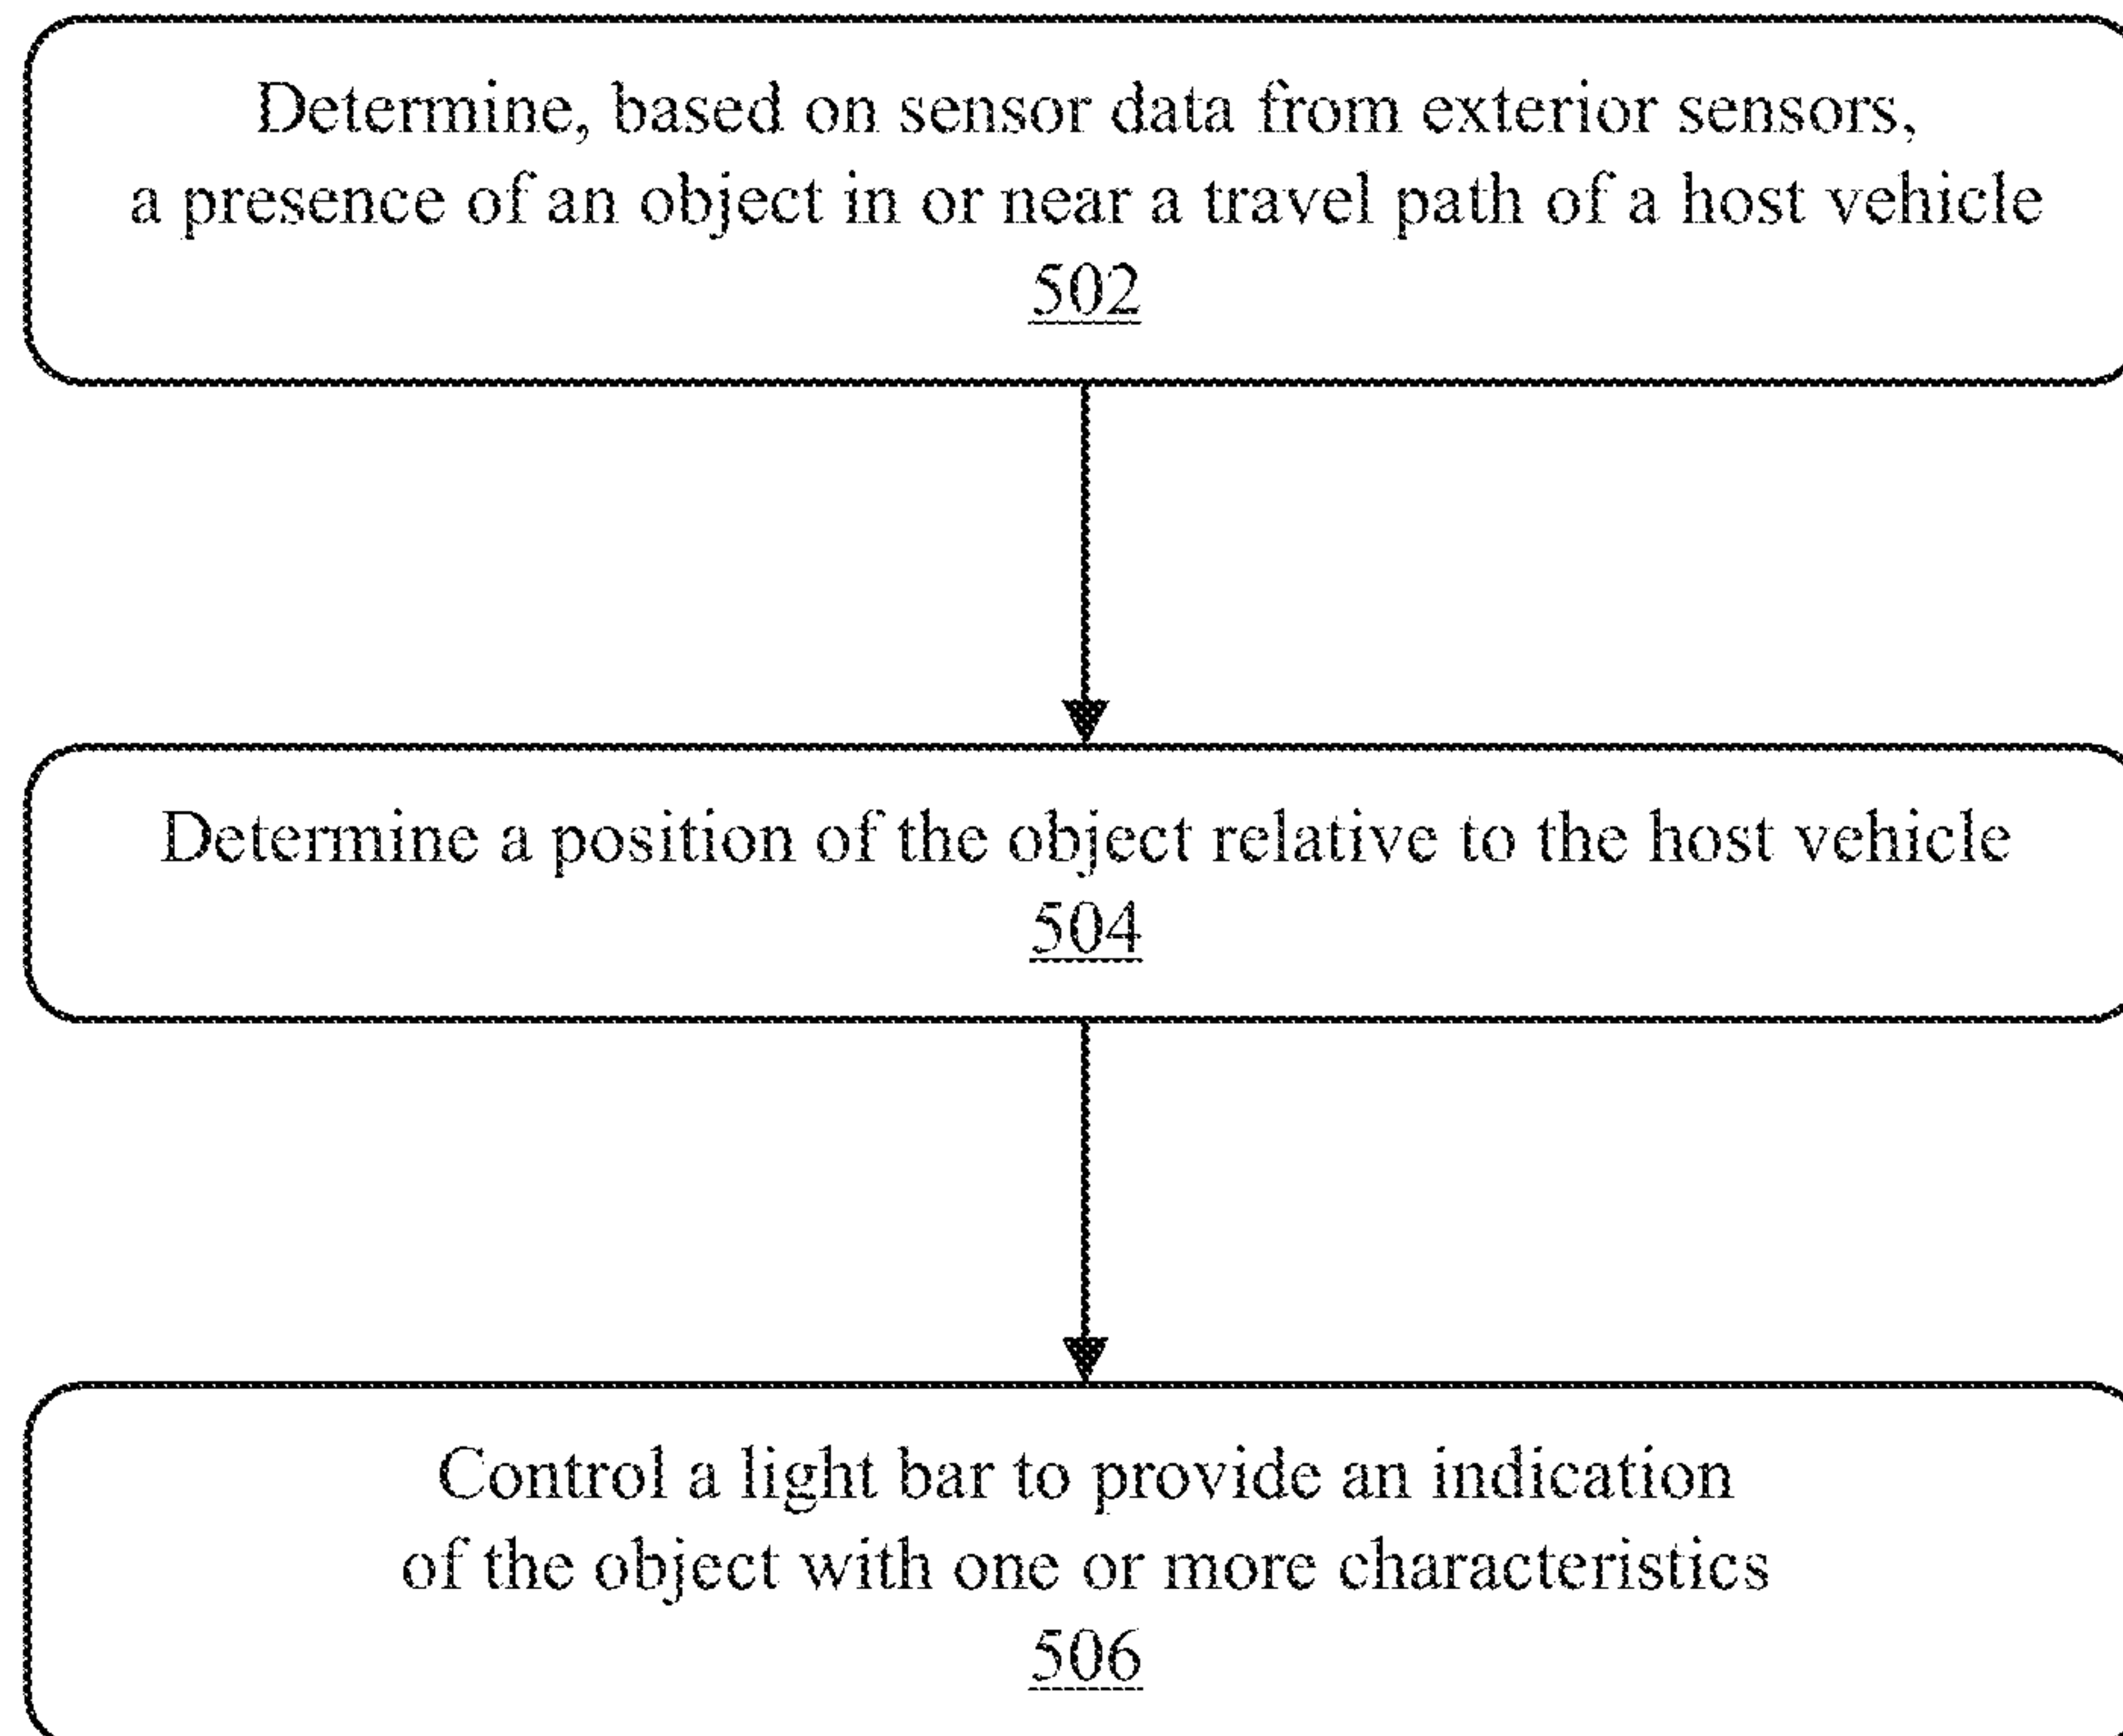 Determine, based on sensor data from exterior sensors,
a presence of an object in or near a travel path of a host vehicle
502
Determine a position of the object relative to the host vehicle
504
Control a light bar to provide an indication
of the object with one or more characteristics
506